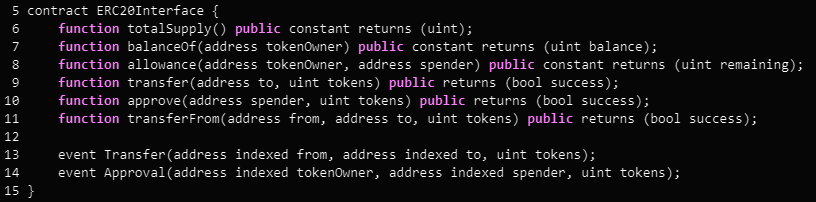 5 contract ERC20Interface {
6     function totalSupply() public constant returns (uint);
7     function balanceOf(address tokenOwner) public constant returns (uint balance);
8     function allowance(address tokenOwner, address spender) public constant returns (uint remaining);
9     function transfer(address to, uint tokens) public returns (bool success);
10     function approve(address spender, uint tokens) public returns (bool success);
11     function transferFrom(address from, address to, uint tokens) public returns (bool success);
12
13     event Transfer(address indexed from, address indexed to, uint tokens);
14     event Approval(address indexed tokenOwner, address indexed spender, uint tokens);
15 }